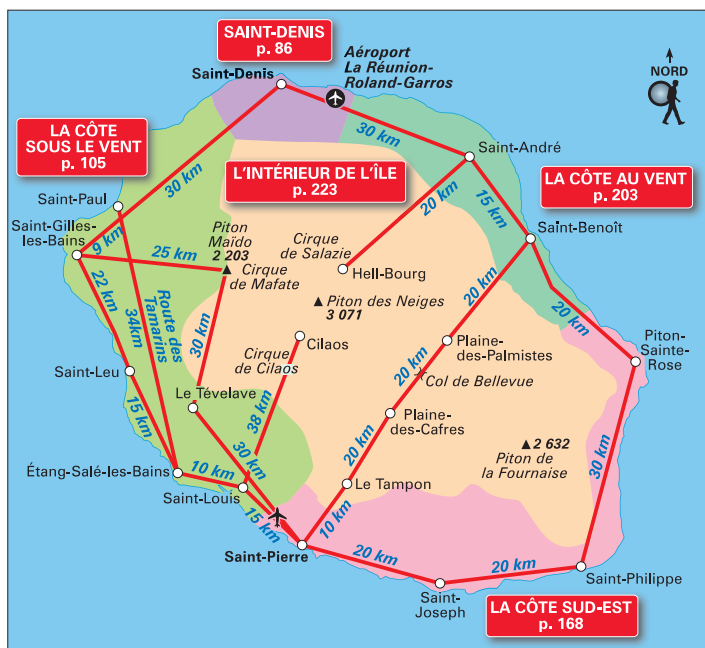 SAINT-DENIS
p. 86
Saint-Denis
Aéroport
La Réunion-
Roland-Garros
NORD
LA CÔTE
SOUS LE VENT
p. 105
30 km
30 km
Saint-André
L'INTÉRIEUR DE L'ÎLE
p. 223
LA CÔTE AU VENT
p. 203
Saint-Paul
20 km
15 km
Saint-Gilles-
les-Bains
9 km
Piton
Maïdo
2 203
Cirque
de Salazie
Saint-Benoît
25 km
Cirque
de Mafate
Hell-Bourg
20 km
22 km
34km
Route des
Tamarins
Piton des Neiges
3 071
20 km
30 km
Cilaos
Cirque
de Cilaos
Plaine-
des-Palmistes
Piton-
Sainte-
Rose
Saint-Leu
20 km
Col de Bellevue
Le Tévelave
38 km
Plaine-
des-Cafres
15 km
30 km
20 km
2 632
Piton de
la Fournaise
30 km
Étang-Salé-les-Bains
10 km
Saint-Louis
Le Tampon
15 km
10 km
Saint-Pierre
20 km
20 km
Saint-Philippe
Saint-
Joseph
LA CÔTE SUD-EST
p. 168